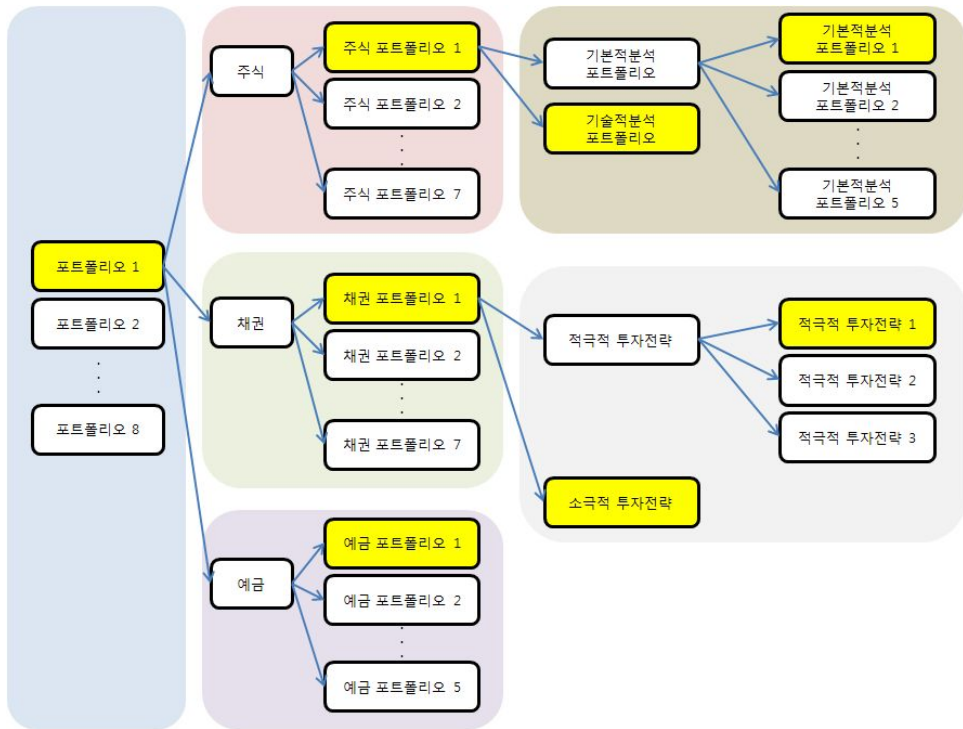 포트폴리오 1
포트폴리오 2
포트폴리오 8
주식
주식 포트폴리오 1
주식 포트폴리오 2
주식 포트폴리오 7
기본적분석
포트폴리오
기술적분석
포트폴리오
기본적분석
포트폴리오 1
기본적분석
포트폴리오 2
기본적분석
포트폴리오 5
채권
채권 포트폴리오 1
채권 포트폴리오 2
채권 포트폴리오 7
적극적 투자전략
소극적 투자전략
적극적 투자전략 1
적극적 투자전략 2
적극적 투자전략 3
예금
예금 포트폴리오 1
예금 포트폴리오 2
예금 포트폴리오 5